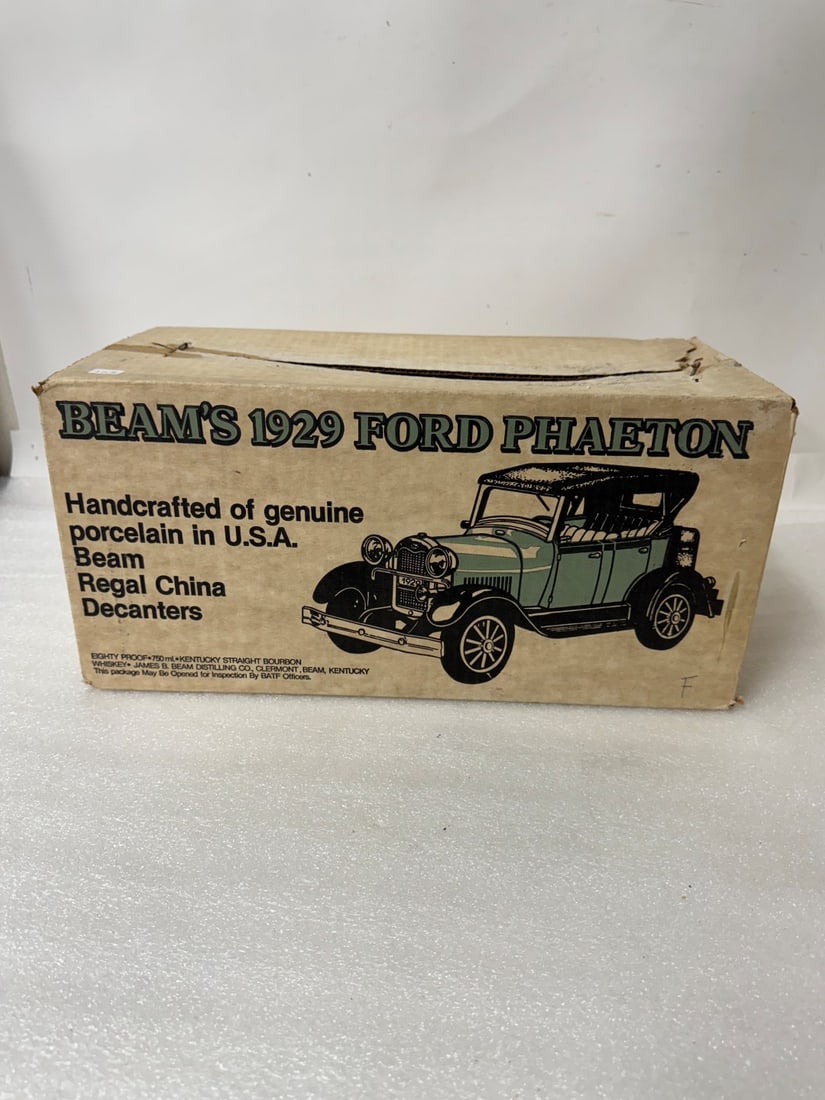 BEAM'S 1929 FORD PHAETON
Handcrafted of genuine
porcelain in U.S.A.
Beam
Regal China
Decanters
1929
EIGHTY PROOF•750 ml.•KENTUCKY STRAIGHT BOURBON
WHISKEY• JAMES B. BEAM DISTILLING CO., CLERMONT, BEAM, KENTUCKY
This package May Be Opened for Inspection By BATF Officers.
F